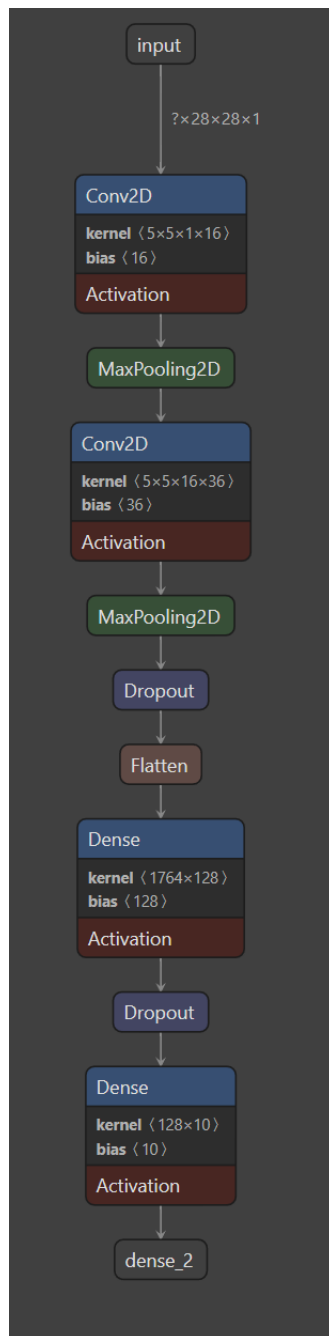 input
?×28×28×1
Conv2D
kernel ⟨5×5×1×16⟩
bias ⟨16⟩
Activation
MaxPooling2D
Conv2D
kernel ⟨5×5×16×36⟩
bias ⟨36⟩
Activation
MaxPooling2D
Dropout
Flatten
Dense
kernel ⟨1764×128⟩
bias ⟨128⟩
Activation
Dropout
Dense
kernel ⟨128×10⟩
bias ⟨10⟩
Activation
dense_2